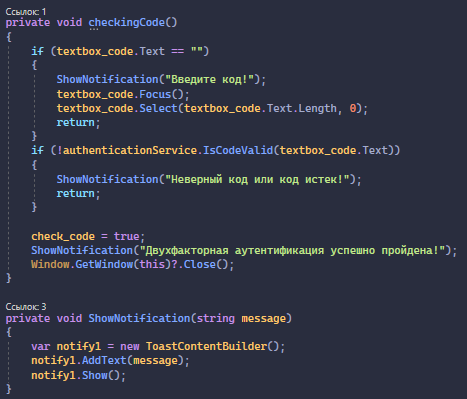 Ссылок: 1
private void checkingCode()
{
    if (textbox_code.Text == "")
    {
        ShowNotification("Введите код!");
        textbox_code.Focus();
        textbox_code.Select(textbox_code.Text.Length, 0);
        return;
    }
    if (!authenticationService.IsCodeValid(textbox_code.Text))
    {
        ShowNotification("Неверный код или код истек!");
        return;
    }

    check_code = true;
    ShowNotification("Двухфакторная аутентификация успешно пройдена!");
    Window.GetWindow(this)?.Close();
}

Ссылок: 3
private void ShowNotification(string message)
{
    var notify1 = new ToastContentBuilder();
    notify1.AddText(message);
    notify1.Show();
}